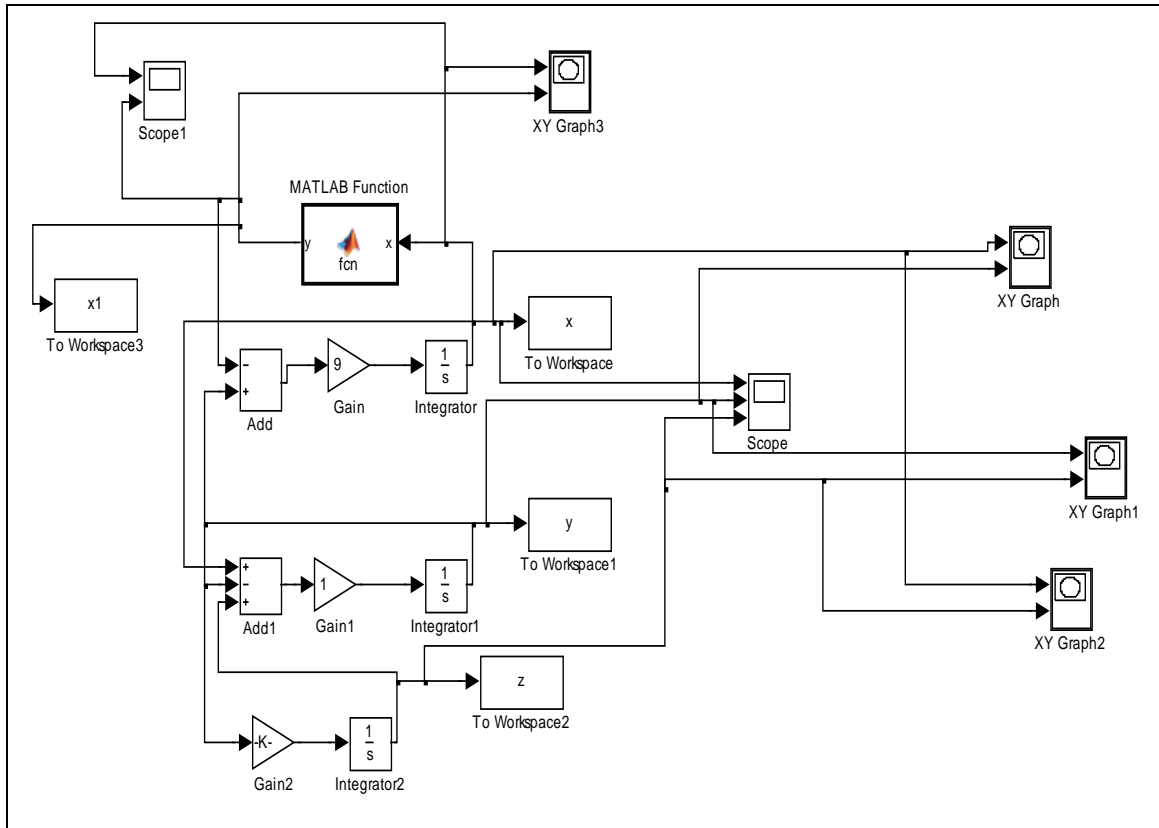 Scope1
XY Graph3
MATLAB Function
y
x
fcn
XY Graph
x1
To Workspace3
x
To Workspace
−
+
Add
9
Gain
1
s
Integrator
Scope
XY Graph1
y
To Workspace1
+
−
+
Add1
1
Gain1
1
s
Integrator1
XY Graph2
z
To Workspace2
-K-
Gain2
1
s
Integrator2